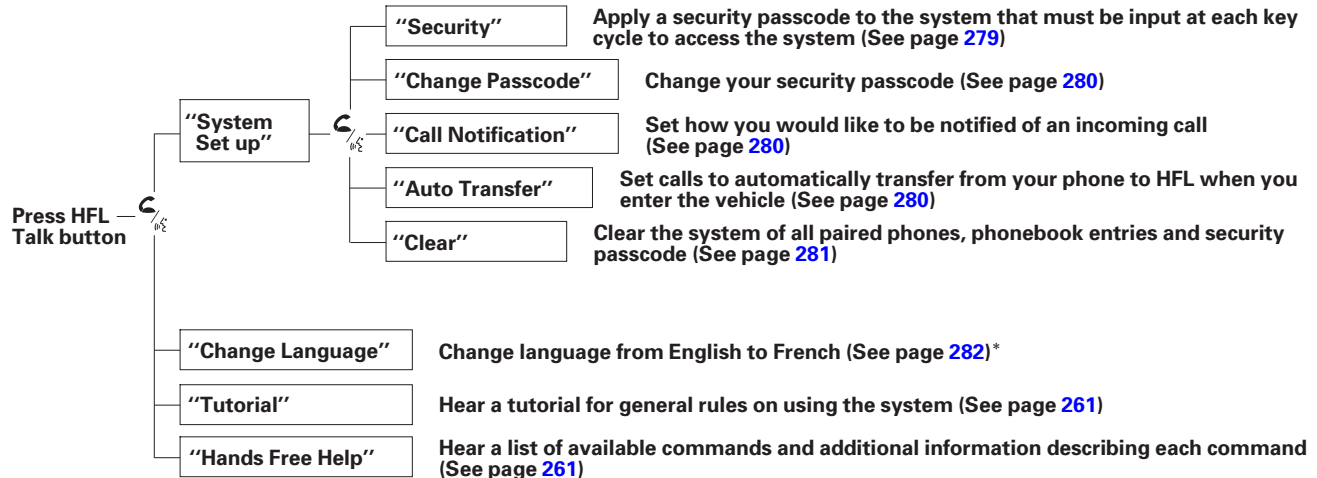 "Security"
Apply a security passcode to the system that must be input at each key
cycle to access the system (See page 279)
"Change Passcode"
Change your security passcode (See page 280)
"System
Set up"
"Call Notification"
Set how you would like to be notified of an incoming call
(See page 280)
"Auto Transfer"
Set calls to automatically transfer from your phone to HFL when you
enter the vehicle (See page 280)
Press HFL
Talk button
"Clear"
Clear the system of all paired phones, phonebook entries and security
passcode (See page 281)
"Change Language"
Change language from English to French (See page 282)*
"Tutorial"
Hear a tutorial for general rules on using the system (See page 261)
"Hands Free Help"
Hear a list of available commands and additional information describing each command
(See page 261)